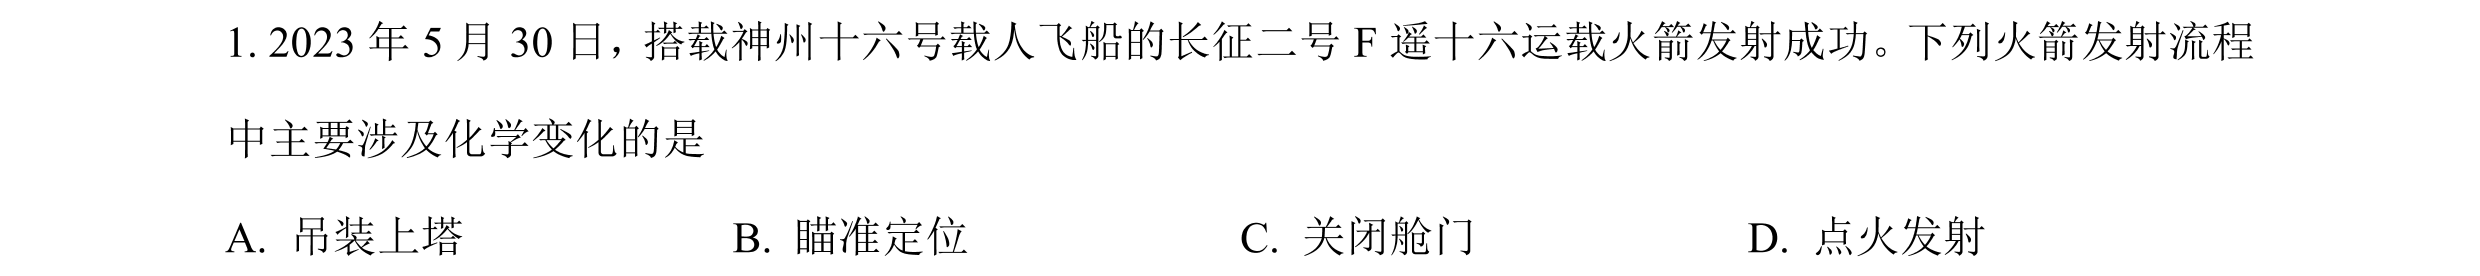 1. 2023 年 5 月 30 日，搭载神州十六号载人飞船的长征二号 F 遥十六运载火箭发射成功。下列火箭发射流程
中主要涉及化学变化的是
A. 吊装上塔 B. 瞄准定位 C. 关闭舱门 D. 点火发射